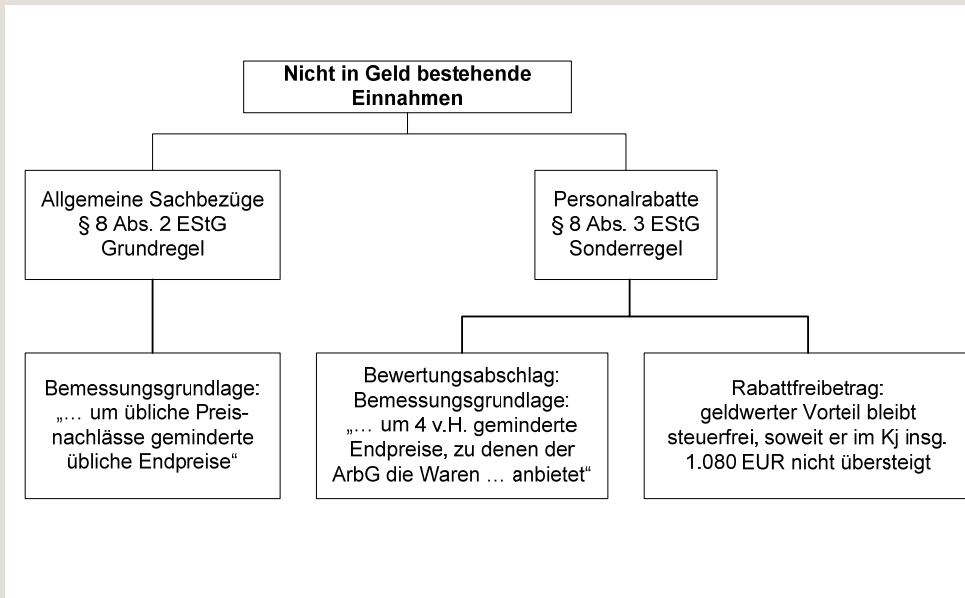 Nicht in Geld bestehende
Einnahmen
Allgemeine Sachbezüge
§ 8 Abs. 2 EStG
Grundregel
Personalrabatte
§ 8 Abs. 3 EStG
Sonderregel
Bemessungsgrundlage:
„… um übliche Preis-
nachlässe geminderte
übliche Endpreise“
Bewertungsabschlag:
Bemessungsgrundlage:
„… um 4 v.H. geminderte
Endpreise, zu denen der
ArbG die Waren … anbietet“
Rabattfreibetrag:
geldwerter Vorteil bleibt
steuerfrei, soweit er im Kj insg.
1.080 EUR nicht übersteigt